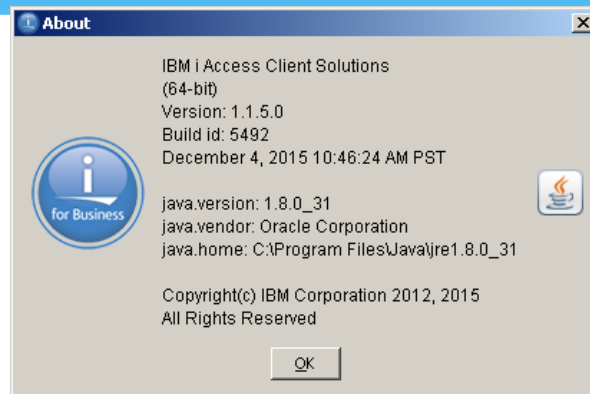 About
IBM i Access Client Solutions
(64-bit)
Version: 1.1.5.0
Build id: 5492
December 4, 2015 10:46:24 AM PST
i
for Business
java.version: 1.8.0_31
java.vendor: Oracle Corporation
java.home: C:\Program Files\Java\jre1.8.0_31
Copyright(c) IBM Corporation 2012, 2015
All Rights Reserved
OK